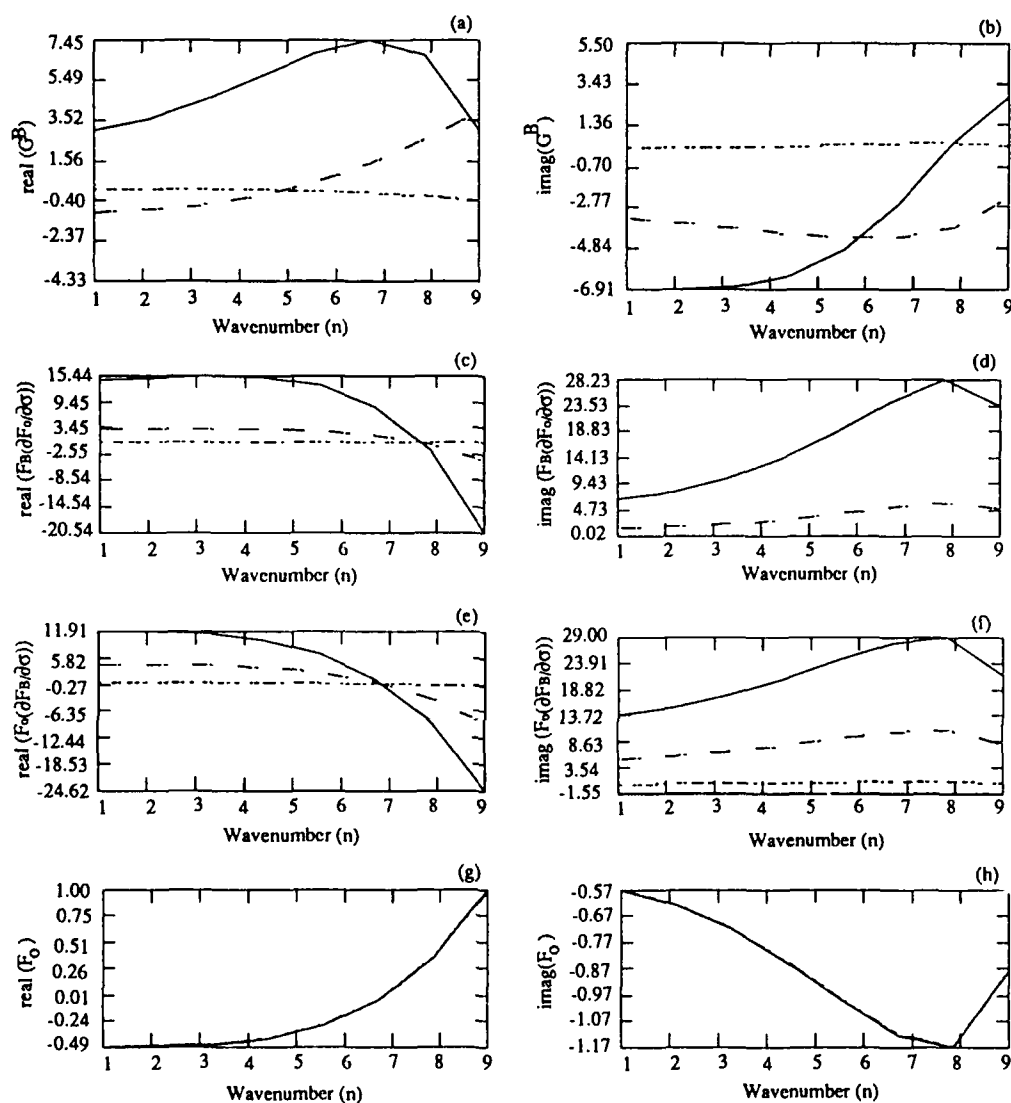 (a)
real (G^B)
7.45
5.49
3.52
1.56
-0.40
-2.37
-4.33
1 2 3 4 5 6 7 8 9
Wavenumber (n)
(b)
imag(G^B)
5.50
3.43
1.36
-0.70
-2.77
-4.84
-6.91
1 2 3 4 5 6 7 8 9
Wavenumber (n)
(c)
real (FB(∂Fo/∂σ))
15.44
9.45
3.45
-2.55
-8.54
-14.54
-20.54
1 2 3 4 5 6 7 8 9
Wavenumber (n)
(d)
imag (FB(∂Fo/∂σ))
28.23
23.53
18.83
14.13
9.43
4.73
0.02
1 2 3 4 5 6 7 8 9
Wavenumber (n)
(e)
real (Fo(∂FB/∂σ))
11.91
5.82
-0.27
-6.35
-12.44
-18.53
-24.62
1 2 3 4 5 6 7 8 9
Wavenumber (n)
(f)
imag (Fo(∂FB/∂σ))
29.00
23.91
18.82
13.72
8.63
3.54
-1.55
1 2 3 4 5 6 7 8 9
Wavenumber (n)
(g)
real (Fo)
1.00
0.75
0.51
0.26
0.01
-0.24
-0.49
1 2 3 4 5 6 7 8 9
Wavenumber (n)
(h)
imag(Fo)
-0.57
-0.67
-0.77
-0.87
-0.97
-1.07
-1.17
1 2 3 4 5 6 7 8 9
Wavenumber (n)